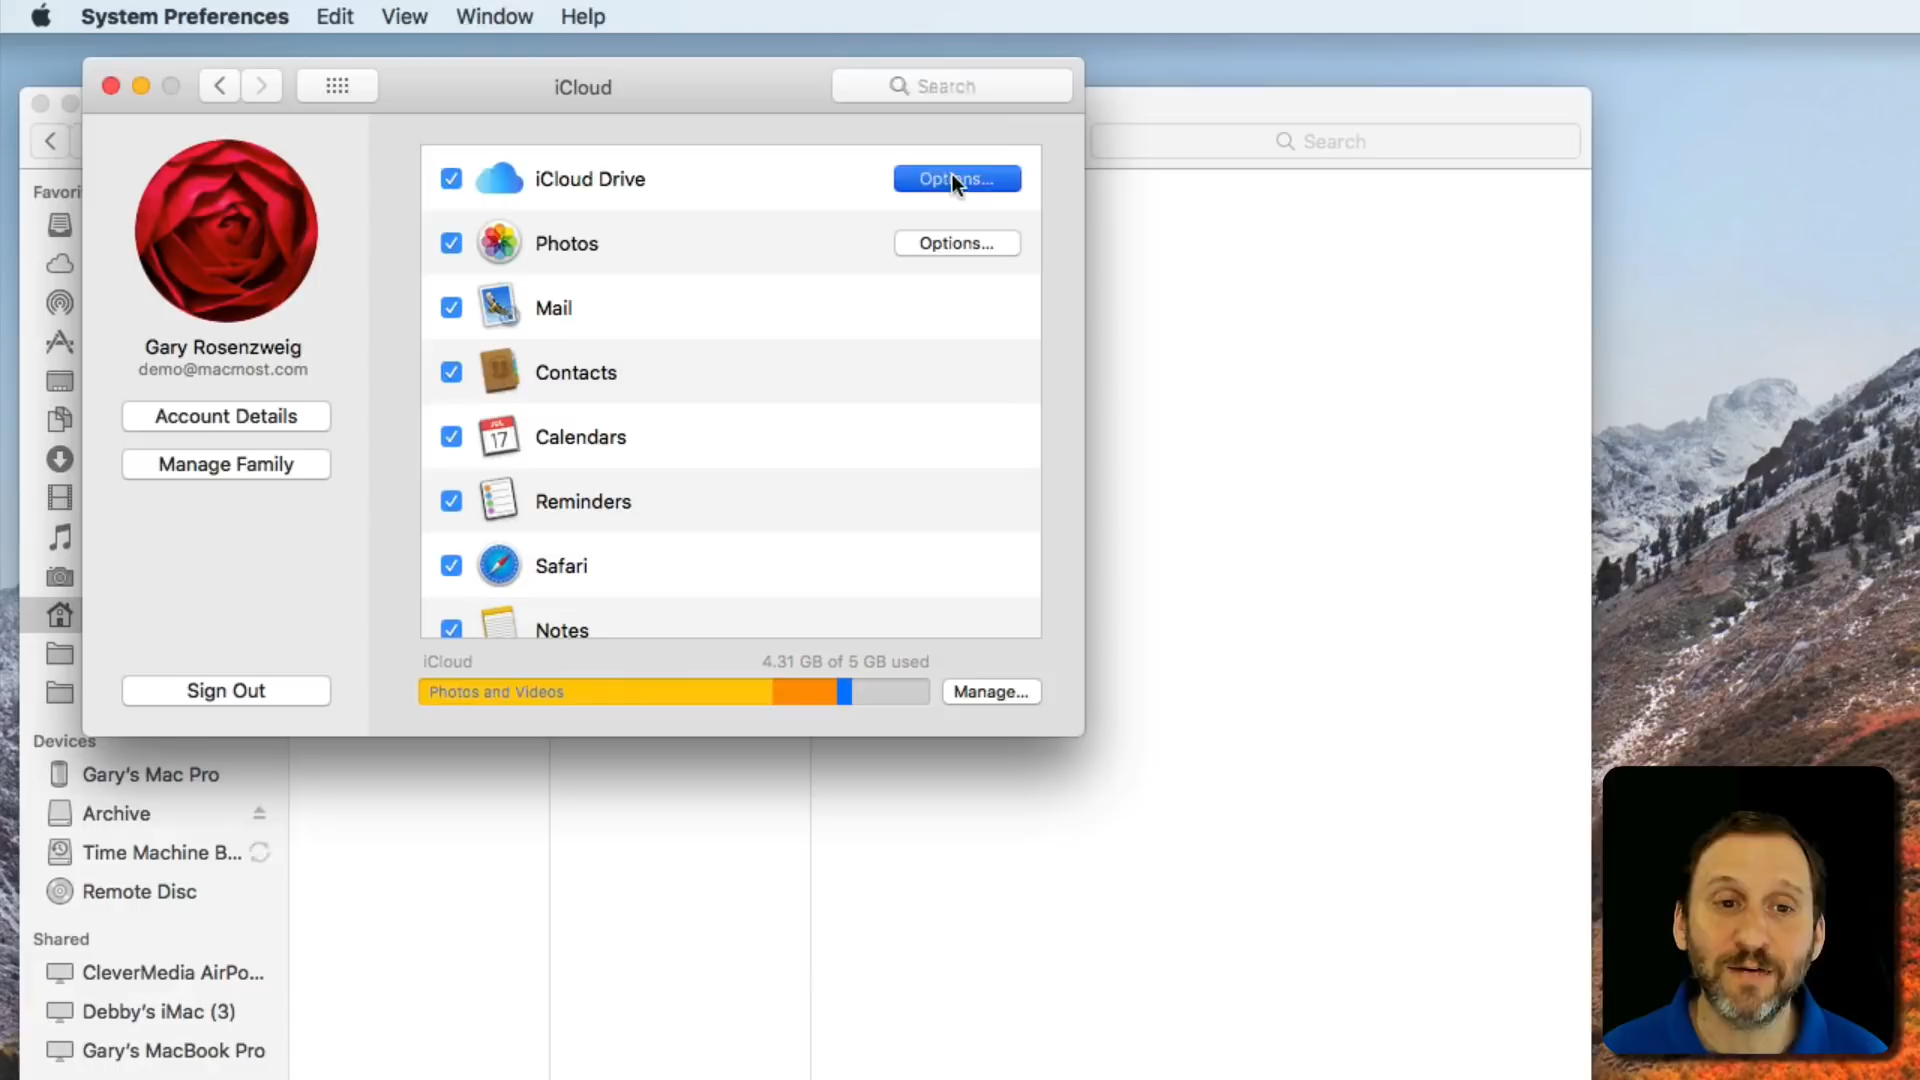 System Preferences Edit View Window Help
iCloud
Search
Search
Favori
iCloud Drive
Options...
Photos
Options...
Mail
Contacts
JUL
17
Calendars
Reminders
Safari
Notes
Gary Rosenzweig
demo@macmost.com
Account Details
Manage Family
Sign Out
iCloud
4.31 GB of 5 GB used
Photos and Videos
Manage...
Devices
Gary's Mac Pro
Archive
Time Machine B...
Remote Disc
Shared
CleverMedia AirPo...
Debby's iMac (3)
Gary's MacBook Pro